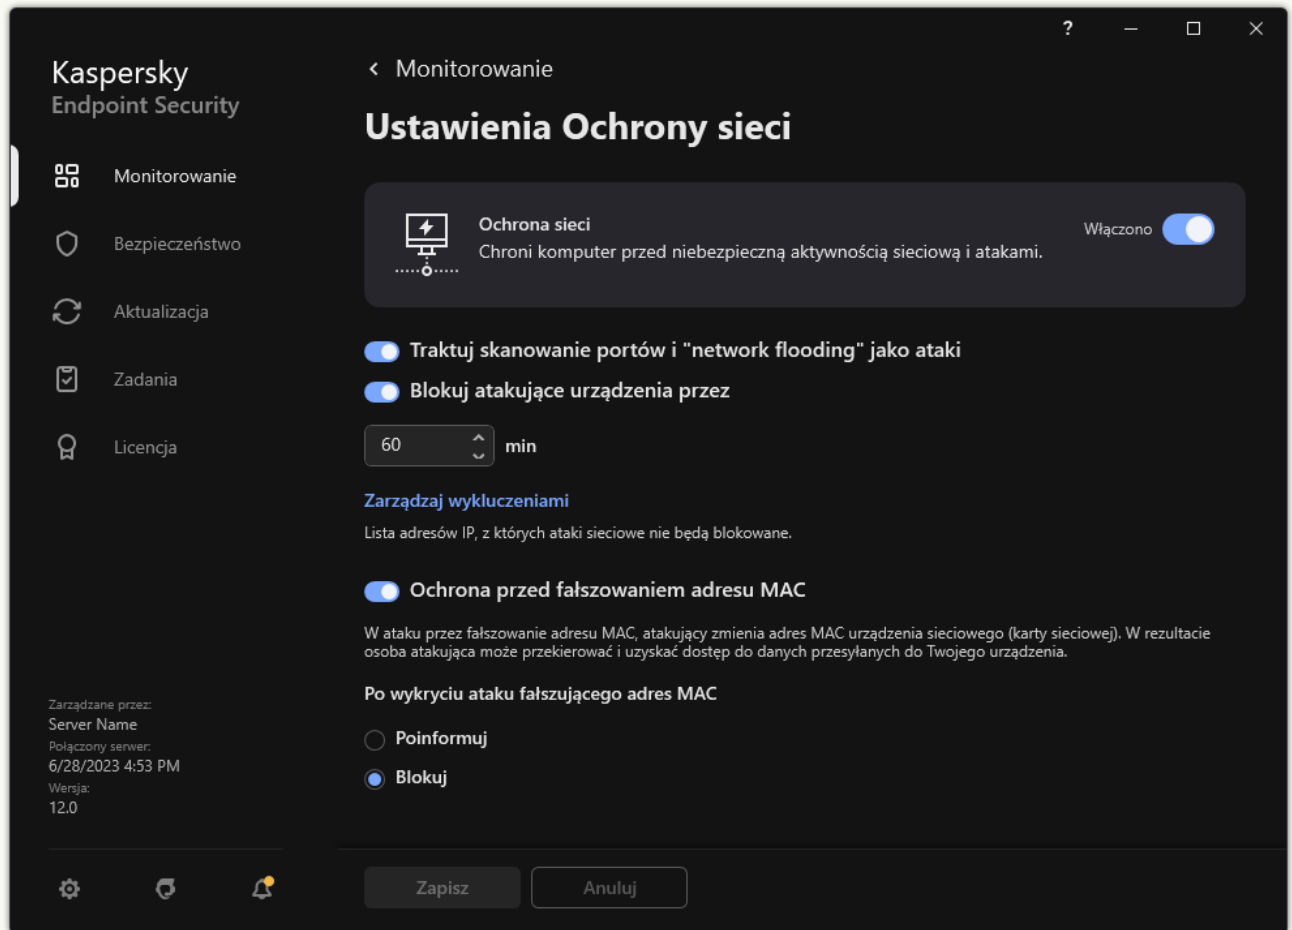 ?
Kaspersky
Endpoint Security
Monitorowanie
Bezpieczeństwo
Aktualizacja
Zadania
Licencja
Zarządzane przez:
Server Name
Połączony serwer:
6/28/2023 4:53 PM
Wersja:
12.0
Monitorowanie
Ustawienia Ochrony sieci
Ochrona sieci
Chroni komputer przed niebezpieczną aktywnością sieciową i atakami.
Włączono
Traktuj skanowanie portów i "network flooding" jako ataki
Blokuj atakujące urządzenia przez
60 min
Zarządzaj wykluczeniami
Lista adresów IP, z których ataki sieciowe nie będą blokowane.
Ochrona przed fałszowaniem adresu MAC
W ataku przez fałszowanie adresu MAC, atakujący zmienia adres MAC urządzenia sieciowego (karty sieciowej). W rezultacie
osoba atakująca może przekierować i uzyskać dostęp do danych przesyłanych do Twojego urządzenia.
Po wykryciu ataku fałszującego adres MAC
Poinformuj
Blokuj
Zapisz
Anuluj